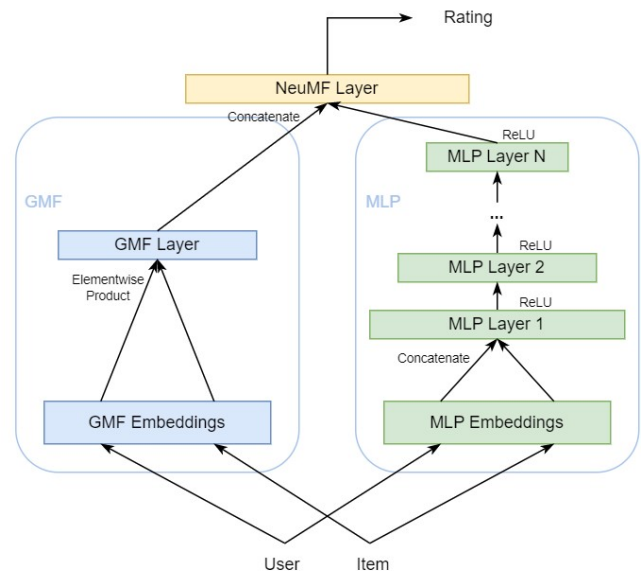 Rating
NeuMF Layer
Concatenate
ReLU
MLP Layer N
GMF
MLP
...
GMF Layer
ReLU
MLP Layer 2
Elementwise
Product
ReLU
MLP Layer 1
Concatenate
GMF Embeddings
MLP Embeddings
User
Item